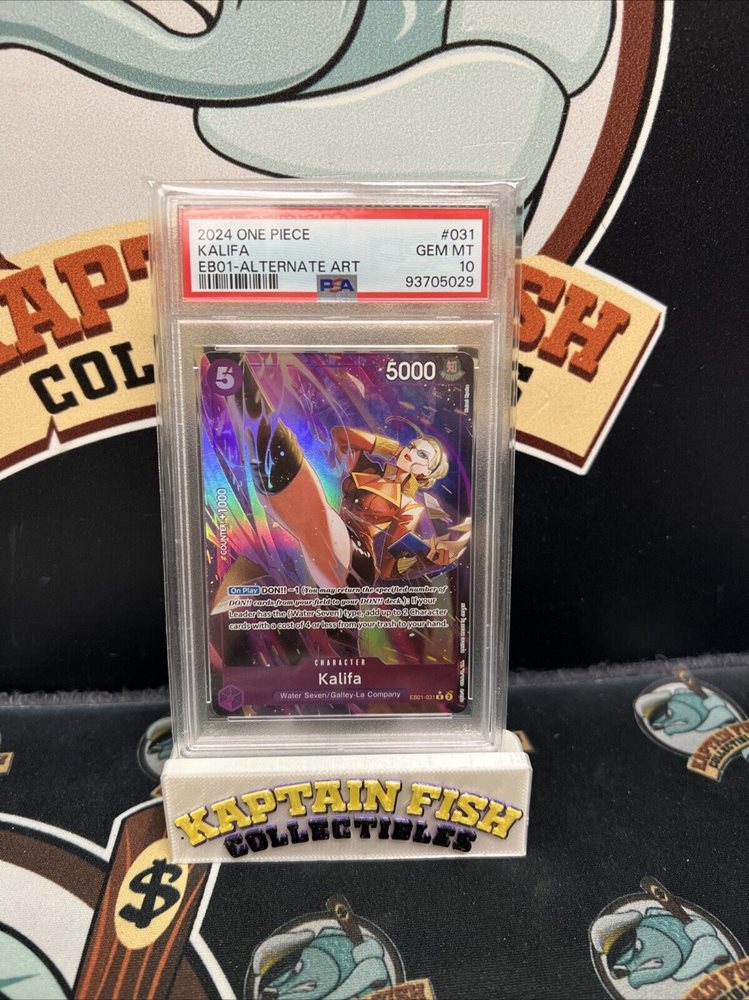 2024 ONE PIECE #031
KALIFA GEM MT
EB01-ALTERNATE ART 10
PSA 93705029
5
5000
COUNTER +1000
On Play DON!! −1 (You may return the specified number of
DON!! cards from your field to your DON!! deck.): If your
Leader has the {Water Seven} type, add up to 2 Character
cards with a cost of 4 or less from your trash to your hand.
CHARACTER
Kalifa
Water Seven/Galley-La Company
EB01-031 R 2
KAPTAIN FISH
COLLECTIBLES
$
KAPTAIN FISH